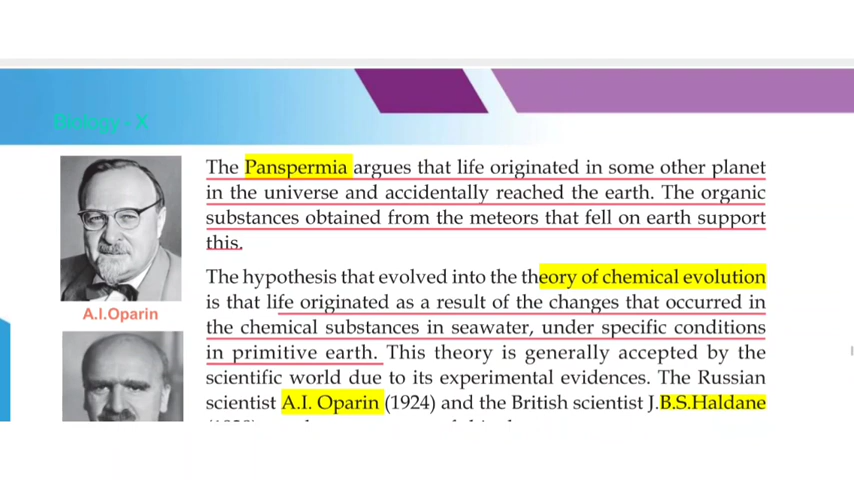 Biology - X
The Panspermia argues that life originated in some other planet
in the universe and accidentally reached the earth. The organic
substances obtained from the meteors that fell on earth support
this.
The hypothesis that evolved into the theory of chemical evolution
is that life originated as a result of the changes that occurred in
the chemical substances in seawater, under specific conditions
in primitive earth. This theory is generally accepted by the
scientific world due to its experimental evidences. The Russian
scientist A.I. Oparin (1924) and the British scientist J.B.S.Haldane
A.I.Oparin